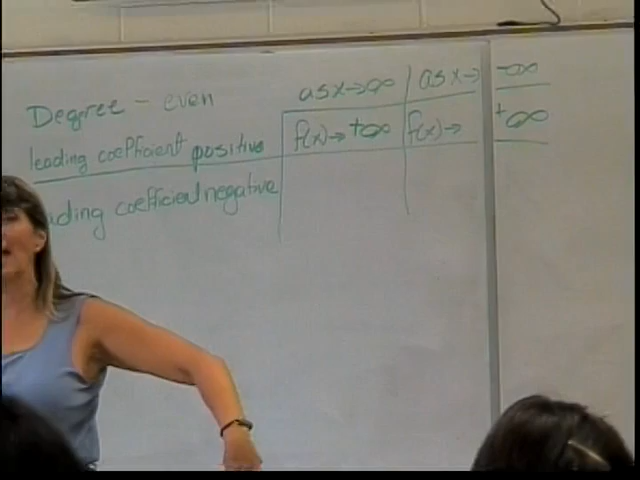 Degree - even as x→∞ as x→ -∞
leading coefficient positive f(x)→ +∞ f(x)→ +∞
ading coefficient negative